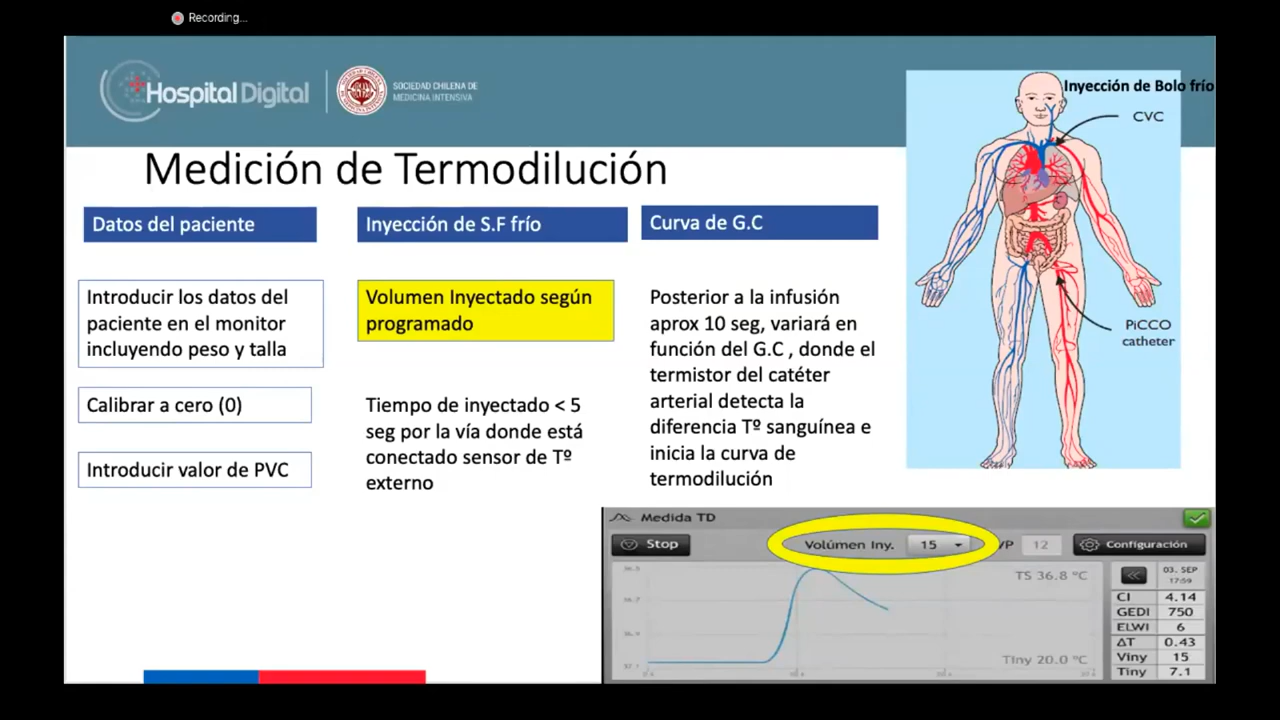 Recording...
Hospital Digital
SOCIEDAD CHILENA DE
MEDICINA INTENSIVA
Inyección de Bolo frío
CVC
PiCCO
catheter
Medición de Termodilución
Datos del paciente
Introducir los datos del
paciente en el monitor
incluyendo peso y talla
Calibrar a cero (0)
Introducir valor de PVC
Inyección de S.F frío
Volumen Inyectado según
programado
Tiempo de inyectado < 5
seg por la vía donde está
conectado sensor de Tº
externo
Curva de G.C
Posterior a la infusión
aprox 10 seg, variará en
función del G.C , donde el
termistor del catéter
arterial detecta la
diferencia Tº sanguínea e
inicia la curva de
termodilución
Medida TD
Stop
Volúmen Iny. 15
VP 12
Configuración
TS 36.8 °C
Tiny 20.0 °C
03. SEP
17:59
CI 4.14
GEDI 750
ELWI 6
ΔT 0.43
Viny 15
Tiny 7.1